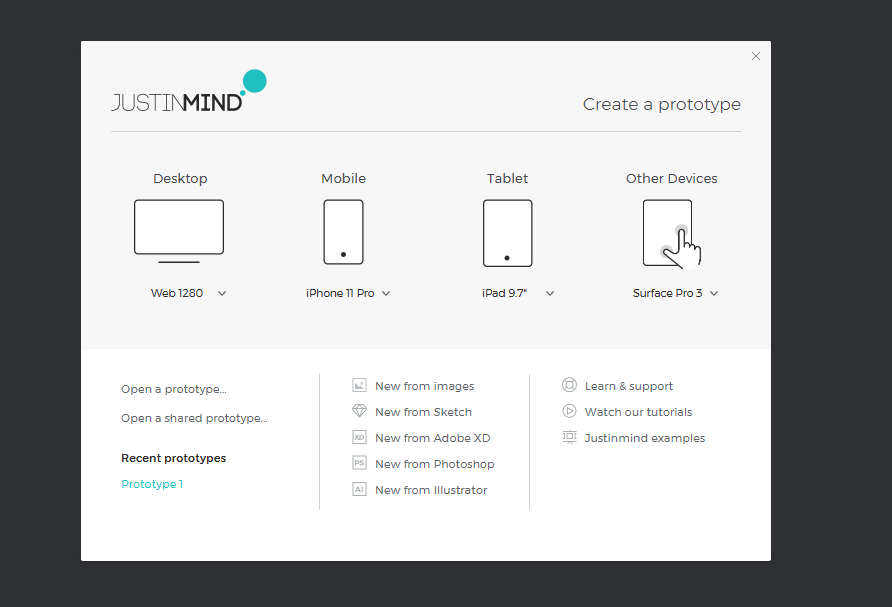 JUSTINMIND
Create a prototype
Desktop
Mobile
Tablet
Other Devices
Web 1280
iPhone 11 Pro
iPad 9.7"
Surface Pro 3
Open a prototype...
Open a shared prototype...
Recent prototypes
Prototype 1
New from images
New from Sketch
XD New from Adobe XD
PS New from Photoshop
AI New from Illustrator
Learn & support
Watch our tutorials
Justinmind examples